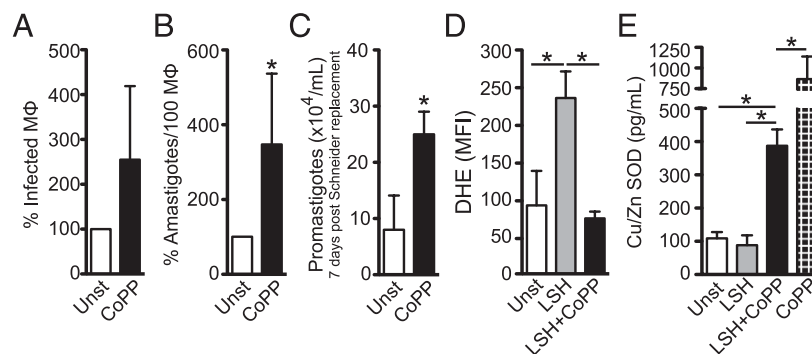 A
% Infected MΦ
500
400
300
200
100
0
Unst
CoPP
B
% Amastigotes/100 MΦ
600
400
200
0
*
Unst
CoPP
C
Promastigotes (x10⁴/mL)
7 days post Schneider replacement
40
30
20
10
0
*
Unst
CoPP
D
DHE (MFI)
300
250
200
150
100
50
0
* *
Unst
LSH
LSH+CoPP
E
Cu/Zn SOD (pg/mL)
1250
1000
750
500
400
300
200
100
0
*
*
*
Unst
LSH
LSH+CoPP
CoPP